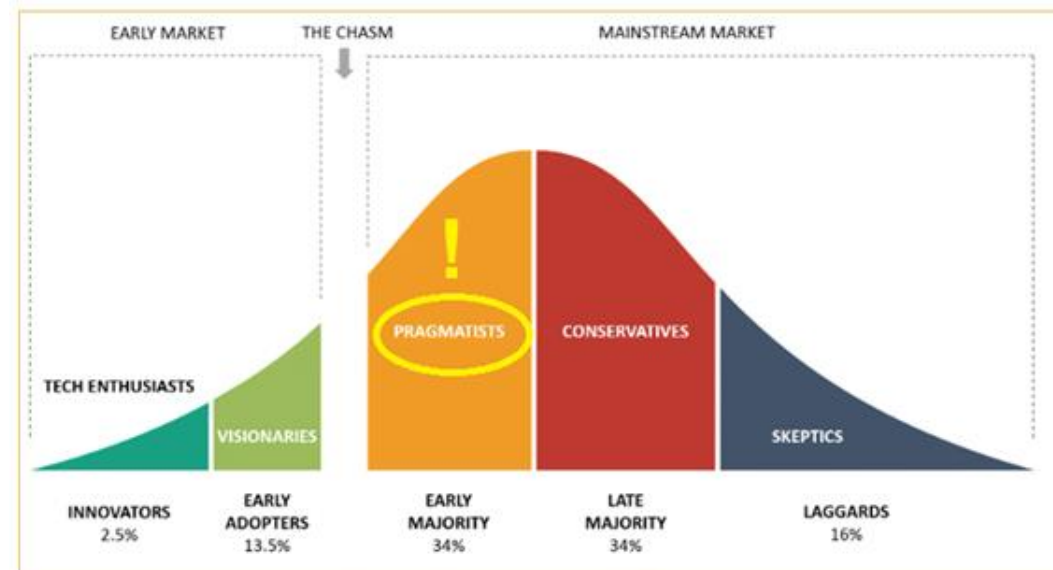 EARLY MARKET
THE CHASM
MAINSTREAM MARKET
!
PRAGMATISTS
CONSERVATIVES
TECH ENTHUSIASTS
VISIONARIES
SKEPTICS
INNOVATORS
2.5%
EARLY
ADOPTERS
13.5%
EARLY
MAJORITY
34%
LATE
MAJORITY
34%
LAGGARDS
16%